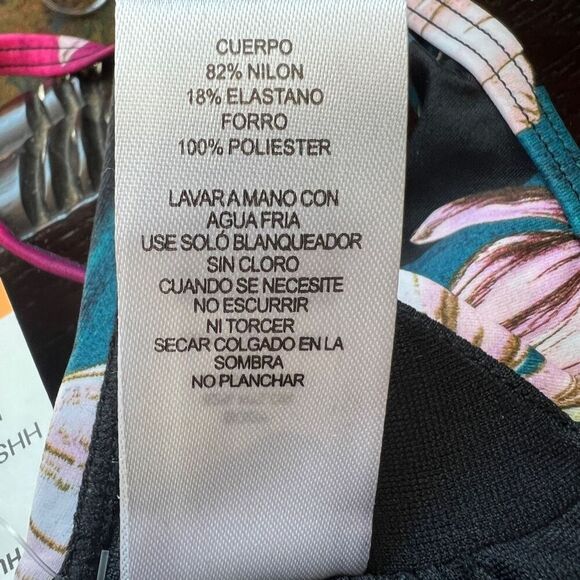 CUERPO
82% NILON
18% ELASTANO
FORRO
100% POLIESTER
LAVAR A MANO CON
AGUA FRIA
USE SOLÓ BLANQUEADOR
SIN CLORO
CUANDO SE NECESITE
NO ESCURRIR
NI TORCER
SECAR COLGADO EN LA
SOMBRA
NO PLANCHAR